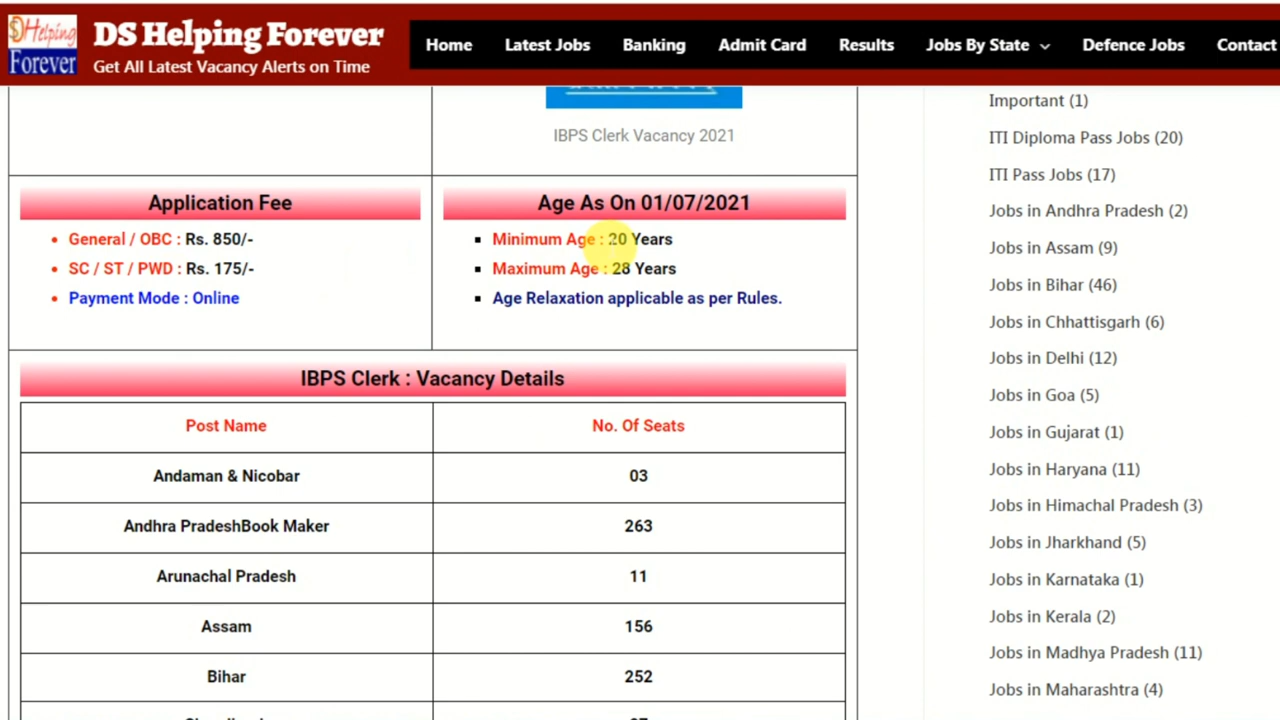 DHelping
Forever
DS Helping Forever
Get All Latest Vacancy Alerts on Time
Home
Latest Jobs
Banking
Admit Card
Results
Jobs By State
Defence Jobs
Contact
IBPS Clerk Vacancy 2021
Application Fee
General / OBC : Rs. 850/-
SC / ST / PWD : Rs. 175/-
Payment Mode : Online
Age As On 01/07/2021
Minimum Age : 20 Years
Maximum Age : 28 Years
Age Relaxation applicable as per Rules.
IBPS Clerk : Vacancy Details
Post Name
No. Of Seats
Andaman & Nicobar
03
Andhra PradeshBook Maker
263
Arunachal Pradesh
11
Assam
156
Bihar
252
Important (1)
ITI Diploma Pass Jobs (20)
ITI Pass Jobs (17)
Jobs in Andhra Pradesh (2)
Jobs in Assam (9)
Jobs in Bihar (46)
Jobs in Chhattisgarh (6)
Jobs in Delhi (12)
Jobs in Goa (5)
Jobs in Gujarat (1)
Jobs in Haryana (11)
Jobs in Himachal Pradesh (3)
Jobs in Jharkhand (5)
Jobs in Karnataka (1)
Jobs in Kerala (2)
Jobs in Madhya Pradesh (11)
Jobs in Maharashtra (4)